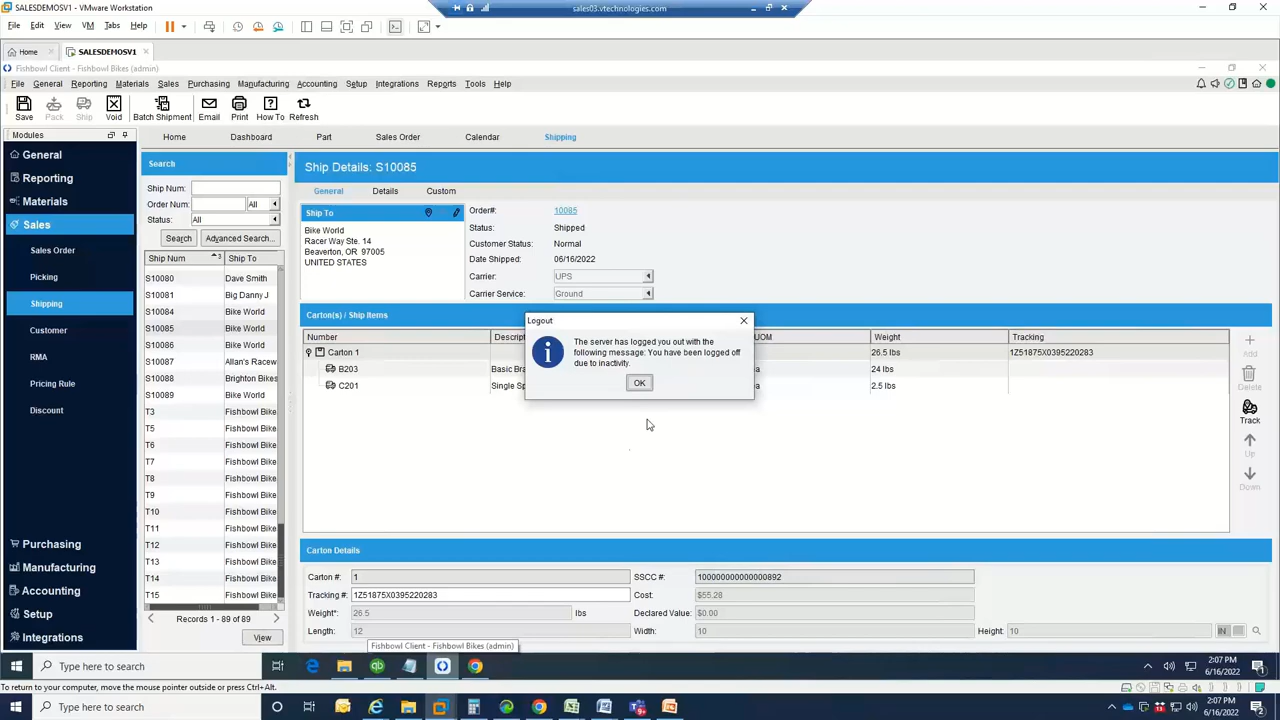 SALESDEMOSV1 - VMware Workstation
sales03.vtechnologies.com
File Edit View VM Tabs Help
Home SALESDEMOSV1
Fishbowl Client - Fishbowl Bikes (admin)
File General Reporting Materials Sales Purchasing Manufacturing Accounting Setup Integrations Reports Tools Help
Save Pack Ship Void Batch Shipment Email Print How To Refresh
Modules
Home Dashboard Part Sales Order Calendar Shipping
General
Reporting
Materials
Sales
Sales Order
Picking
Shipping
Customer
RMA
Pricing Rule
Discount
Purchasing
Manufacturing
Accounting
Setup
Integrations
Search
Ship Num:
Order Num: All
Status: All
Search Advanced Search...
Ship Num 3 Ship To
S10080 Dave Smith
S10081 Big Danny J
S10084 Bike World
S10085 Bike World
S10086 Bike World
S10087 Allan's Racew
S10088 Brighton Bikes
S10089 Bike World
T3 Fishbowl Bike
T5 Fishbowl Bike
T6 Fishbowl Bike
T7 Fishbowl Bike
T8 Fishbowl Bike
T9 Fishbowl Bike
T10 Fishbowl Bike
T11 Fishbowl Bike
T12 Fishbowl Bike
T13 Fishbowl Bike
T14 Fishbowl Bike
T15 Fishbowl Bike
Records 1 - 89 of 89
View
Ship Details: S10085
General Details Custom
Ship To
Bike World
Racer Way Ste. 14
Beaverton, OR 97005
UNITED STATES
Order#: 10085
Status: Shipped
Customer Status: Normal
Date Shipped: 06/16/2022
Carrier: UPS
Carrier Service: Ground
Carton(s) / Ship Items
Number Descript UOM Weight Tracking
Carton 1 26.5 lbs 1Z51875X0395220283
B203 Basic Bra a 24 lbs
C201 Single Sp a 2.5 lbs
Logout
The server has logged you out with the
following message: You have been logged off
due to inactivity.
OK
Add
Delete
Track
Up
Down
Carton Details
Carton #: 1 SSCC #: 100000000000000892
Tracking #: 1Z51875X0395220283 Cost: $55.28
Weight*: 26.5 lbs Declared Value: $0.00
Length: 12 Width: 10 Height: 10 IN
Fishbowl Client - Fishbowl Bikes (admin)
Type here to search
2:07 PM
6/16/2022
To return to your computer, move the mouse pointer outside or press Ctrl+Alt.
Type here to search
2:07 PM
6/16/2022